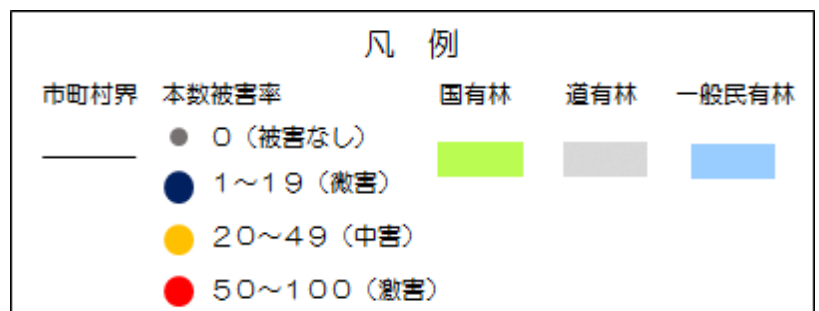 凡 例
市町村界 本数被害率 国有林 道有林 一般民有林
０（被害なし）
１～１９（微害）
２０～４９（中害）
５０～１００（激害）